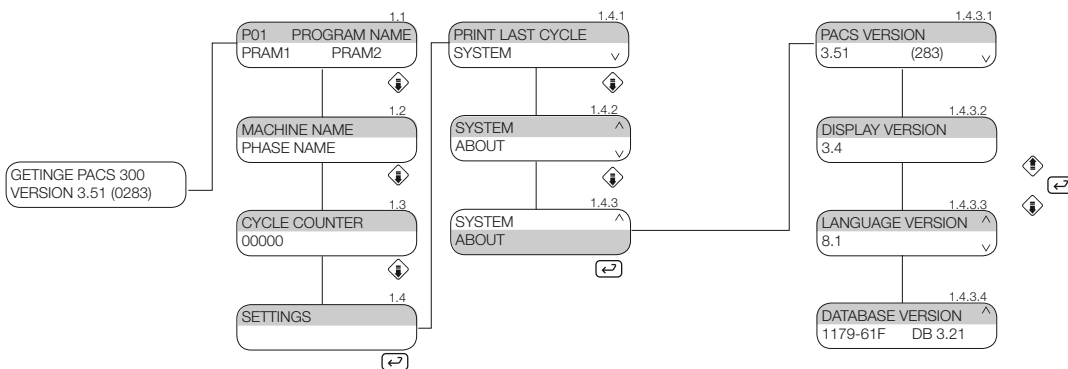 GETINGE PACS 300
VERSION 3.51 (0283)
1.1
P01 PROGRAM NAME
PRAM1 PRAM2
1.2
MACHINE NAME
PHASE NAME
1.3
CYCLE COUNTER
00000
1.4
SETTINGS
1.4.1
PRINT LAST CYCLE
SYSTEM
1.4.2
SYSTEM
ABOUT
1.4.3
SYSTEM
ABOUT
1.4.3.1
PACS VERSION
3.51 (283)
1.4.3.2
DISPLAY VERSION
3.4
1.4.3.3
LANGUAGE VERSION
8.1
1.4.3.4
DATABASE VERSION
1179-61F DB 3.21